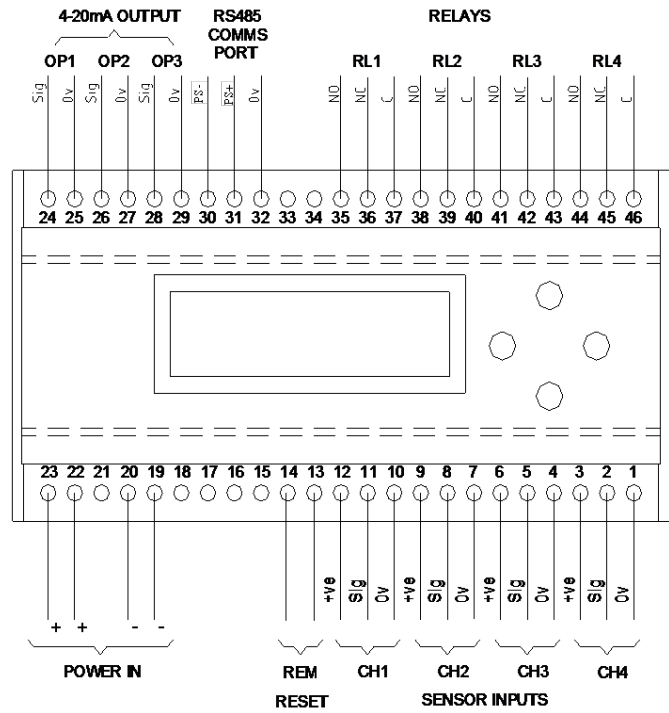 4-20mA OUTPUT RS485 RELAYS
COMMS
PORT
OP1 OP2 OP3 RL1 RL2 RL3 RL4
Sig 0v Sig 0v Sig 0v PS- PS+ 0v NO NC C NO NC C NO NC C NO NC C
24 25 26 27 28 29 30 31 32 33 34 35 36 37 38 39 40 41 42 43 44 45 46
23 22 21 20 19 18 17 16 15 14 13 12 11 10 9 8 7 6 5 4 3 2 1
+ve Sig 0v +ve Sig 0v +ve Sig 0v +ve Sig 0v
+ + - -
POWER IN REM CH1 CH2 CH3 CH4
RESET SENSOR INPUTS